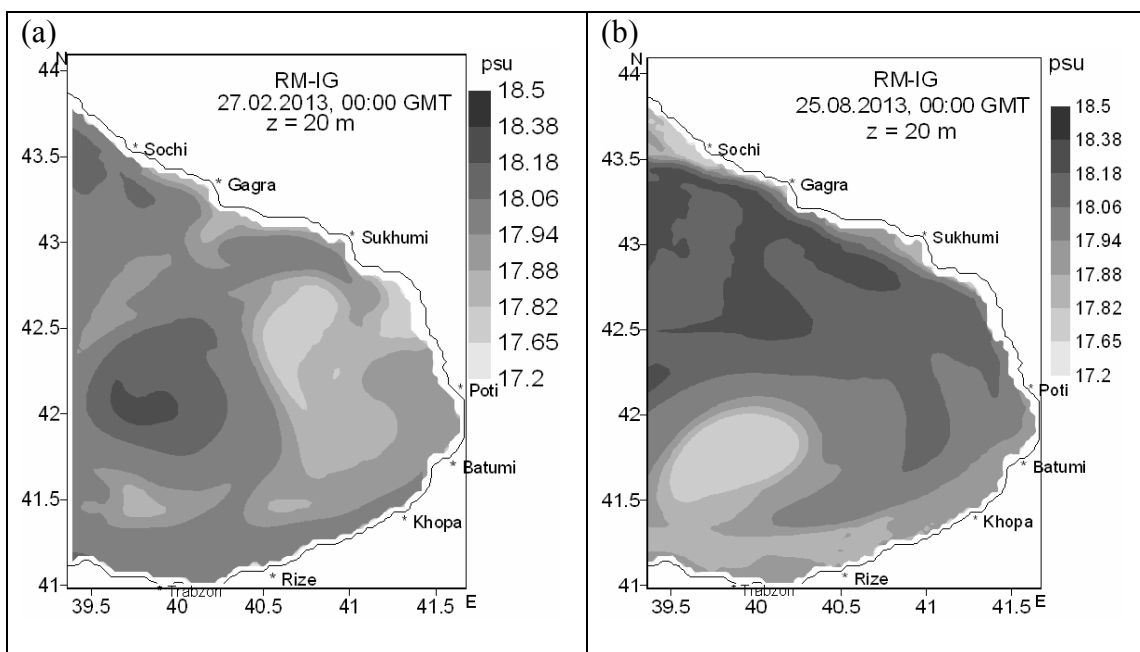 (a)
N
44
43.5
43
42.5
42
41.5
41
39.5 40 40.5 41 41.5 E
RM-IG
27.02.2013, 00:00 GMT
z = 20 m
* Sochi
* Gagra
* Sukhumi
* Poti
* Batumi
* Khopa
* Rize
* Trabzon
psu
18.5
18.38
18.18
18.06
17.94
17.88
17.82
17.65
17.2
(b)
N
44
43.5
43
42.5
42
41.5
41
39.5 40 40.5 41 41.5 E
RM-IG
25.08.2013, 00:00 GMT
z = 20 m
* Sochi
* Gagra
* Sukhumi
* Poti
* Batumi
* Khopa
* Rize
* Trabzon
psu
18.5
18.38
18.18
18.06
17.94
17.88
17.82
17.65
17.2